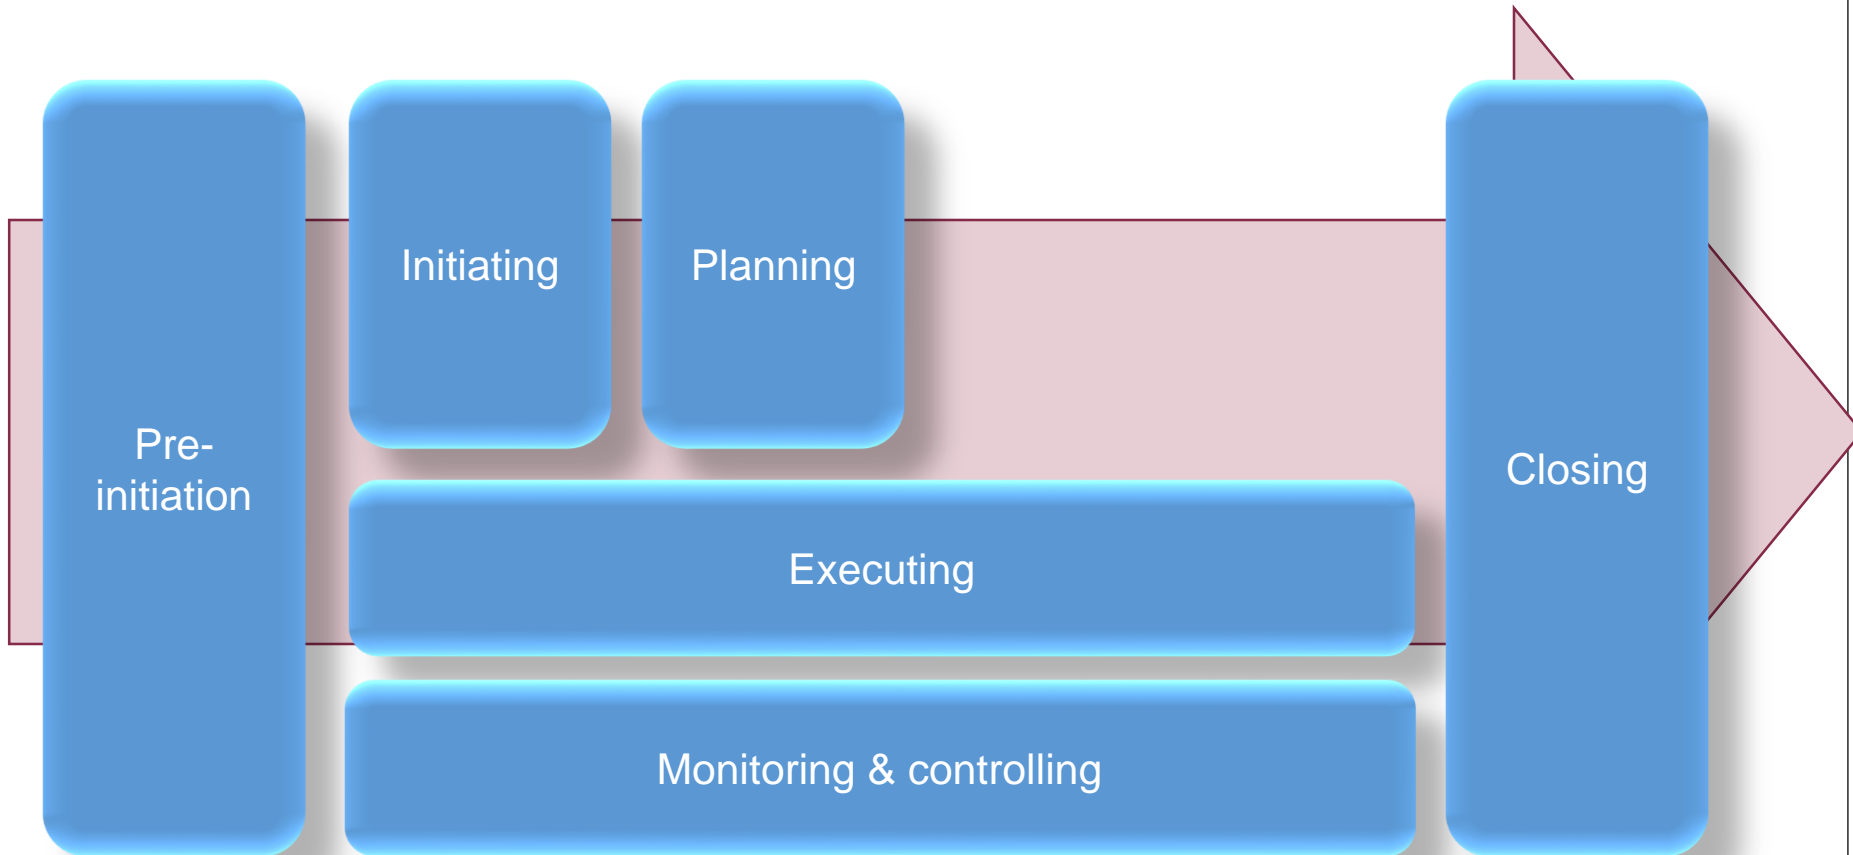 Pre-
initiation
Initiating
Planning
Executing
Monitoring & controlling
Closing